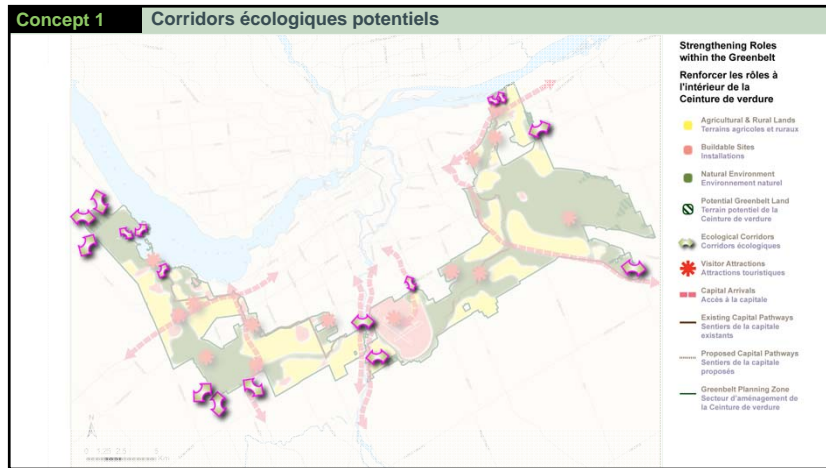 Concept 1
Corridors écologiques potentiels
Strengthening Roles
within the Greenbelt
Renforcer les rôles à
l'intérieur de la
Ceinture de verdure
Agricultural & Rural Lands
Terrains agricoles et ruraux
Buildable Sites
Installations
Natural Environment
Environnement naturel
Potential Greenbelt Land
Terrain potentiel de la
Ceinture de verdure
Ecological Corridors
Corridors écologiques
Visitor Attractions
Attractions touristiques
Capital Arrivals
Accès à la capitale
Existing Capital Pathways
Sentiers de la capitale
existants
Proposed Capital Pathways
Sentiers de la capitale
proposés
Greenbelt Planning Zone
Secteur d'aménagement de
la Ceinture de verdure
N